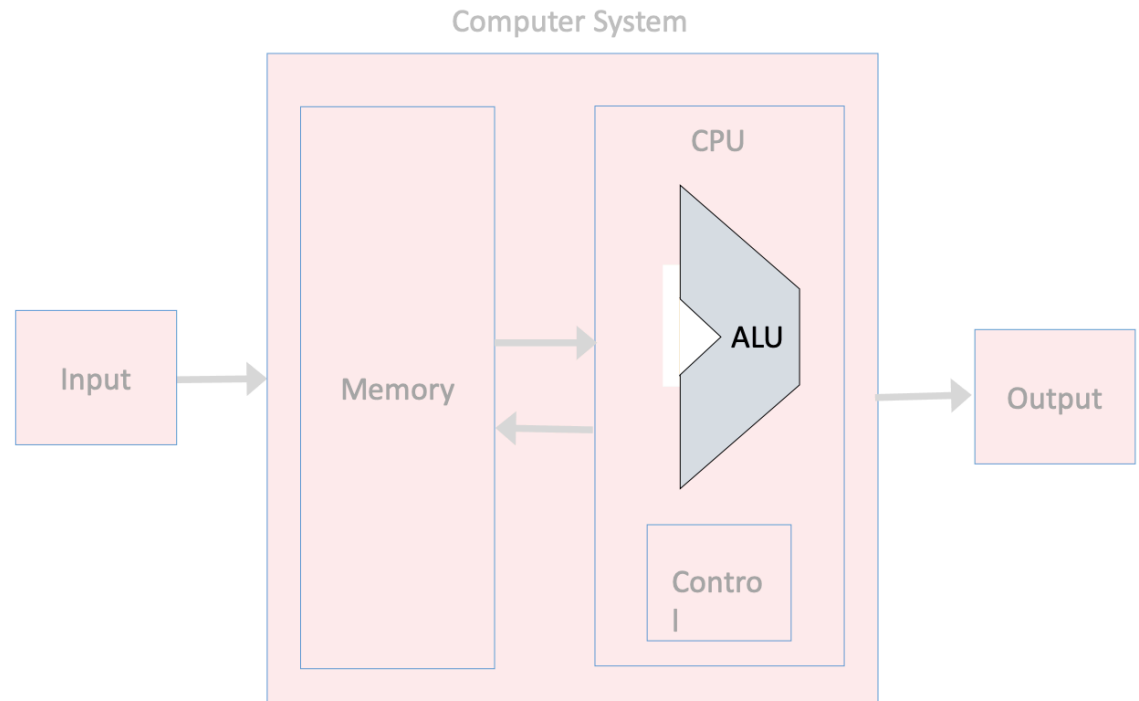 Computer System
CPU
ALU
Input
Memory
Output
Contro
l